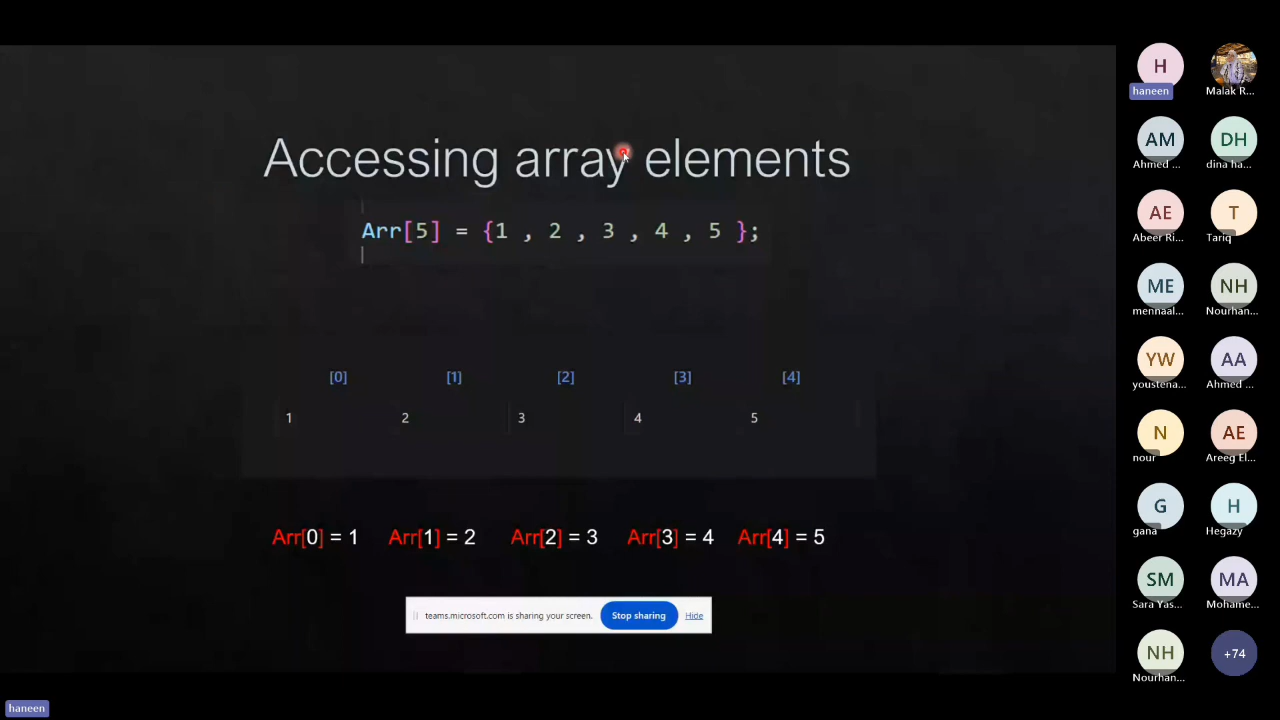 Accessing array elements
Arr[5] = {1 , 2 , 3 , 4 , 5 };
[0] [1] [2] [3] [4]
1 2 3 4 5
Arr[0] = 1 Arr[1] = 2 Arr[2] = 3 Arr[3] = 4 Arr[4] = 5
teams.microsoft.com is sharing your screen. Stop sharing Hide
haneen
H
haneen
Malak R...
AM
Ahmed ...
DH
dina ha...
AE
Abeer Ri...
T
Tariq
ME
mennaal...
NH
Nourhan...
YW
youstena...
AA
Ahmed ...
N
nour
AE
Areeg El...
G
gana
H
Hegazy
SM
Sara Yas...
MA
Mohame...
NH
Nourhan...
+74